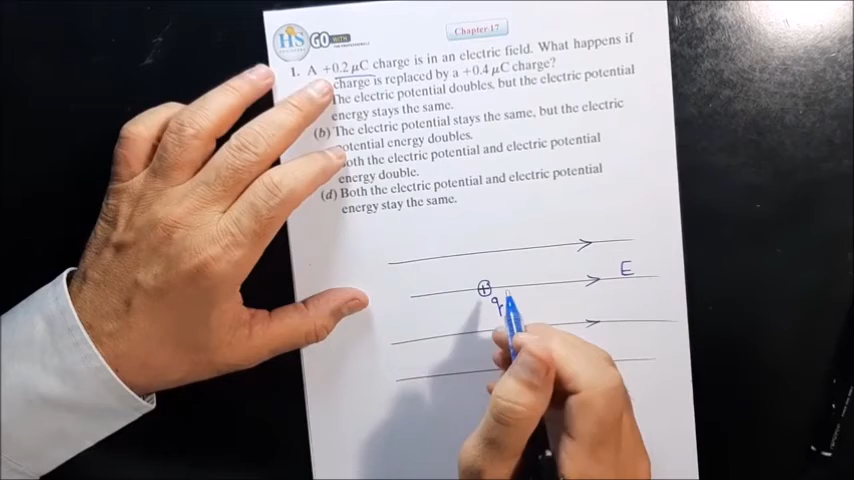 HS
GO WITH
Chapter 17
1. A +0.2 μC charge is in an electric field. What happens if
charge is replaced by a +0.4 μC charge?
The electric potential doubles, but the electric potential
energy stays the same.
(b) The electric potential stays the same, but the electric
potential energy doubles.
Both the electric potential and electric potential
energy double.
(d) Both the electric potential and electric potential
energy stay the same.
E
+
q